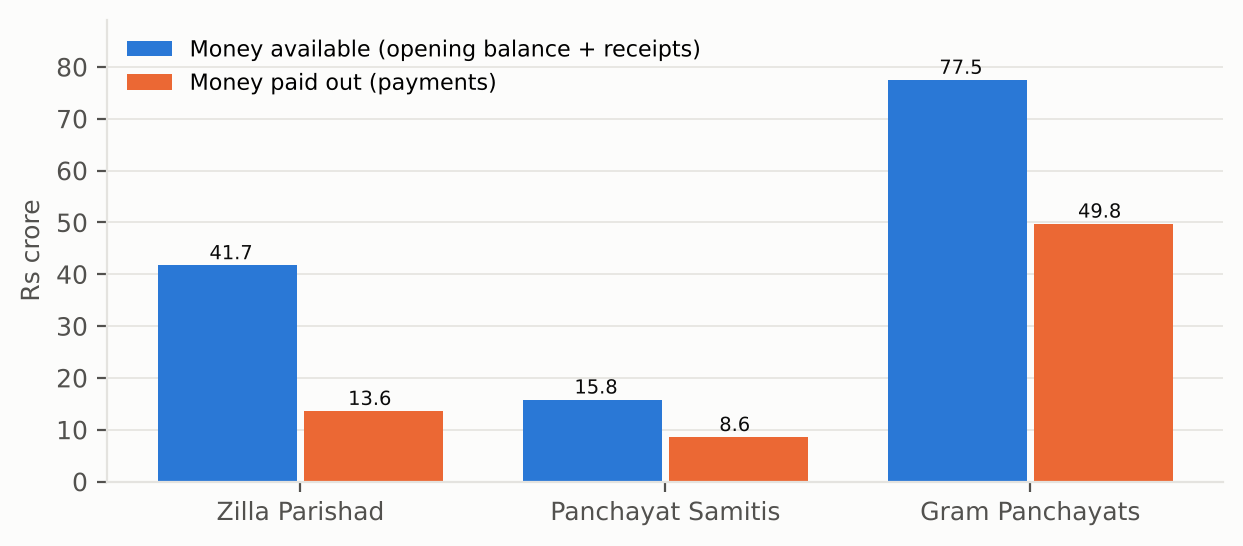 Money available (opening balance + receipts)
Money paid out (payments)
Rs crore
80
70
60
50
40
30
20
10
0
41.7
13.6
15.8
8.6
77.5
49.8
Zilla Parishad
Panchayat Samitis
Gram Panchayats